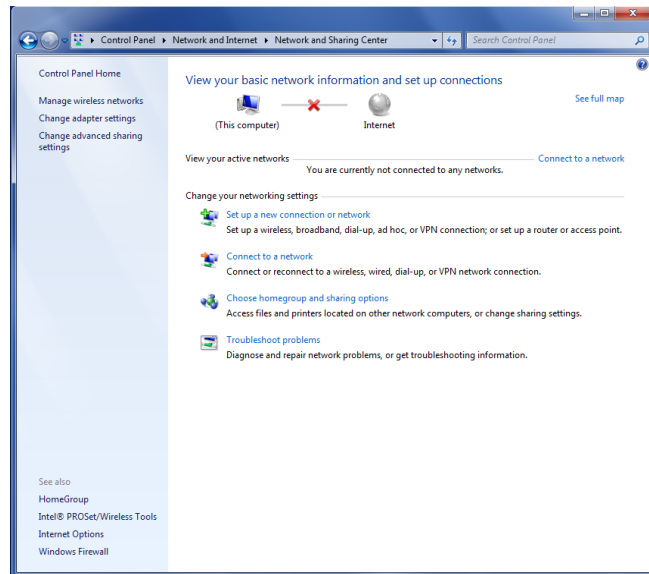 Control Panel Network and Internet Network and Sharing Center Search Control Panel
Control Panel Home
Manage wireless networks
Change adapter settings
Change advanced sharing
settings
View your basic network information and set up connections
See full map
(This computer) Internet
View your active networks Connect to a network
You are currently not connected to any networks.
Change your networking settings
Set up a new connection or network
Set up a wireless, broadband, dial-up, ad hoc, or VPN connection; or set up a router or access point.
Connect to a network
Connect or reconnect to a wireless, wired, dial-up, or VPN network connection.
Choose homegroup and sharing options
Access files and printers located on other network computers, or change sharing settings.
Troubleshoot problems
Diagnose and repair network problems, or get troubleshooting information.
See also
HomeGroup
Intel® PROSet/Wireless Tools
Internet Options
Windows Firewall